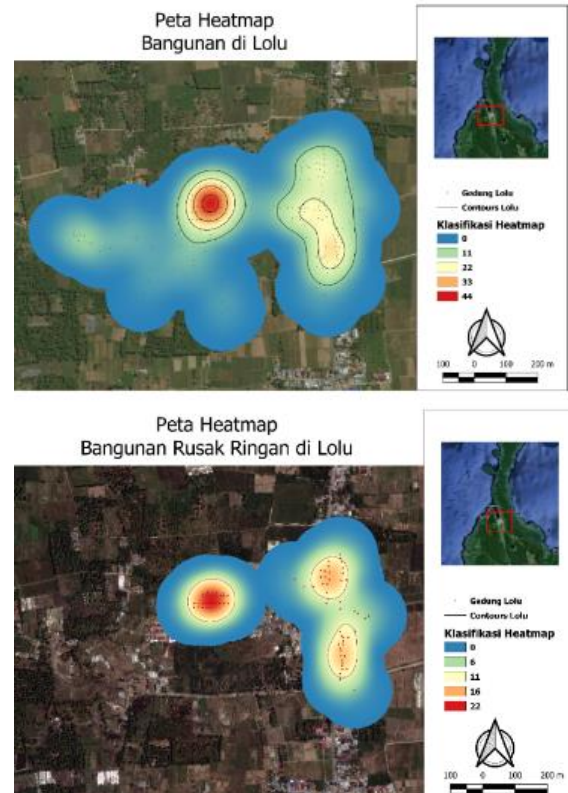 Peta Heatmap
Bangunan di Lolu
Gedung Lolu
Contours Lolu
Klasifikasi Heatmap
0
11
22
33
44
100 0 100 200 m
Peta Heatmap
Bangunan Rusak Ringan di Lolu
Gedung Lolu
Contours Lolu
Klasifikasi Heatmap
0
6
11
16
22
100 0 100 200 m